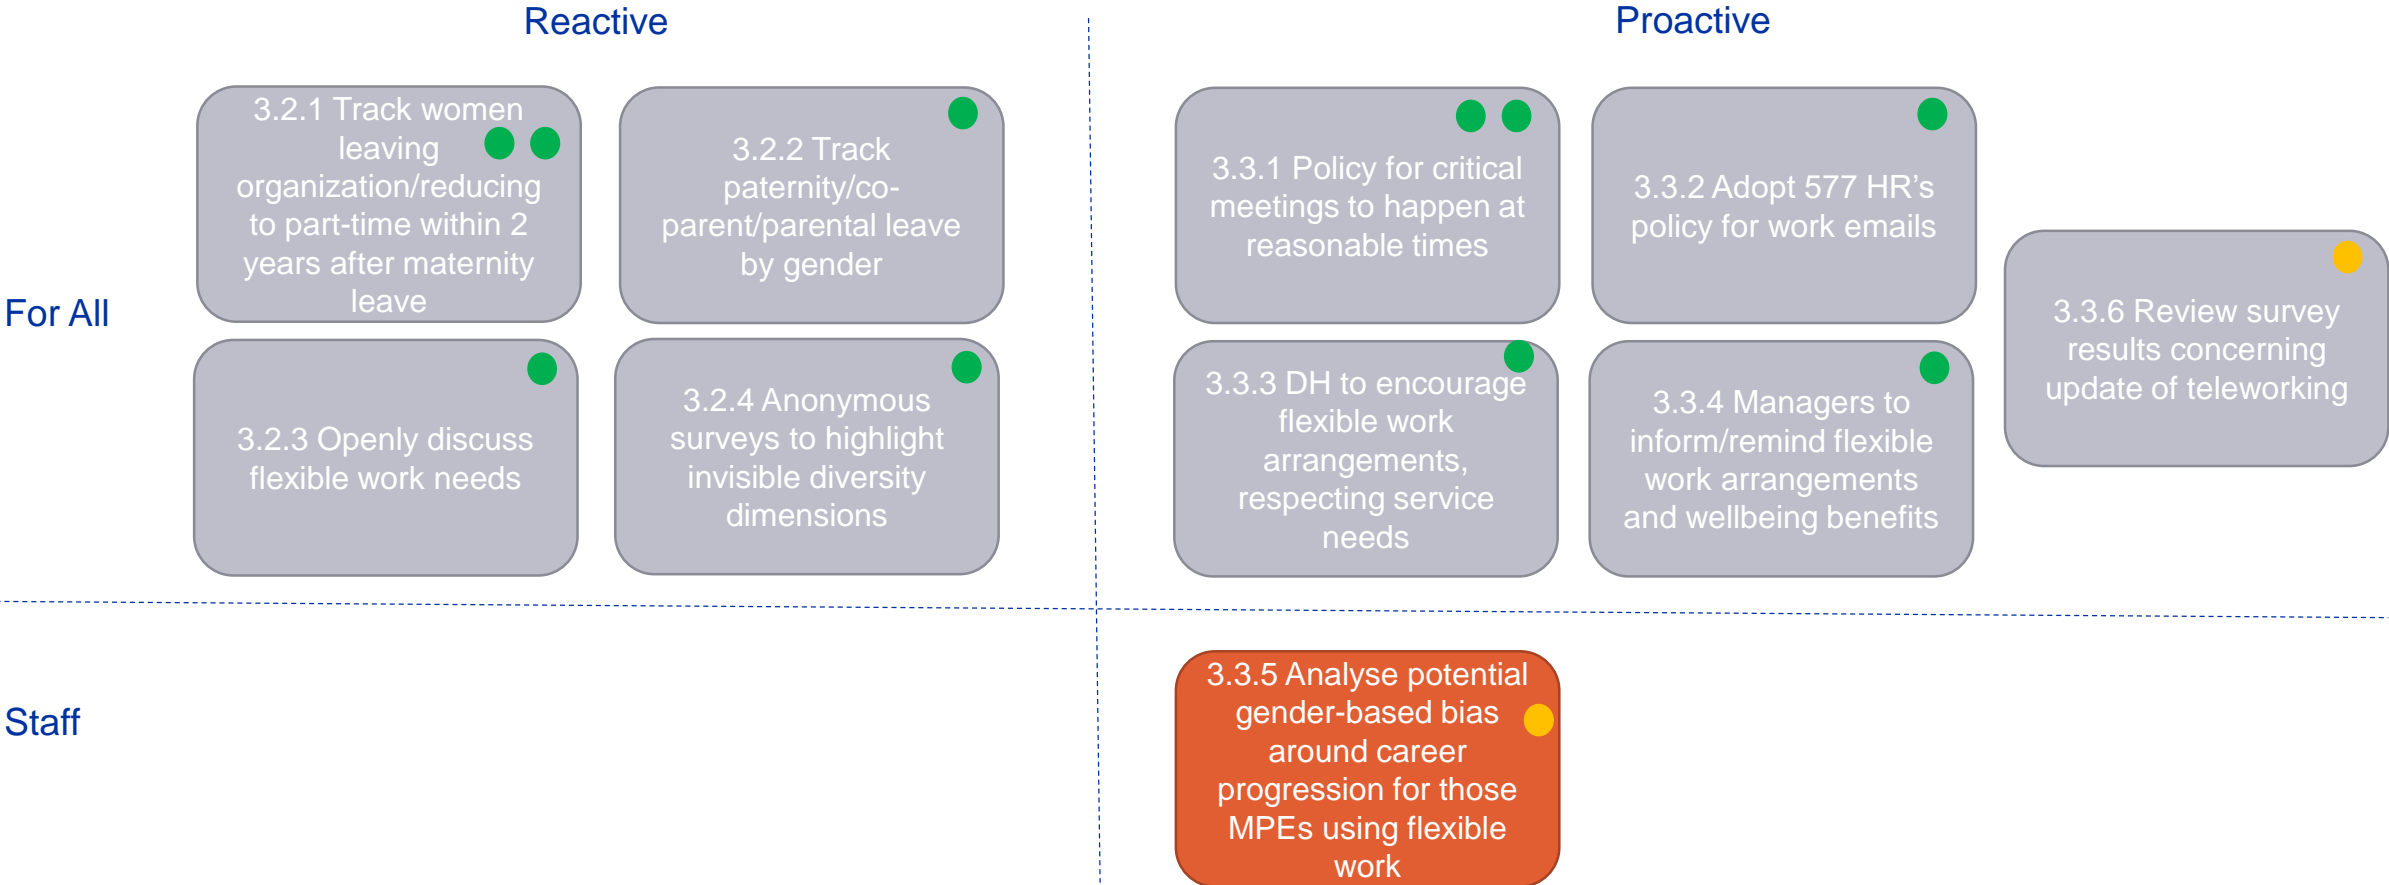 Reactive
Proactive
For All
3.2.1 Track women
leaving
organization/reducing
to part-time within 2
years after maternity
leave
3.2.2 Track
paternity/co-
parent/parental leave
by gender
3.2.3 Openly discuss
flexible work needs
3.2.4 Anonymous
surveys to highlight
invisible diversity
dimensions
3.3.1 Policy for critical
meetings to happen at
reasonable times
3.3.2 Adopt 577 HR’s
policy for work emails
3.3.3 DH to encourage
flexible work
arrangements,
respecting service
needs
3.3.4 Managers to
inform/remind flexible
work arrangements
and wellbeing benefits
3.3.6 Review survey
results concerning
update of teleworking
Staff
3.3.5 Analyse potential
gender-based bias
around career
progression for those
MPEs using flexible
work